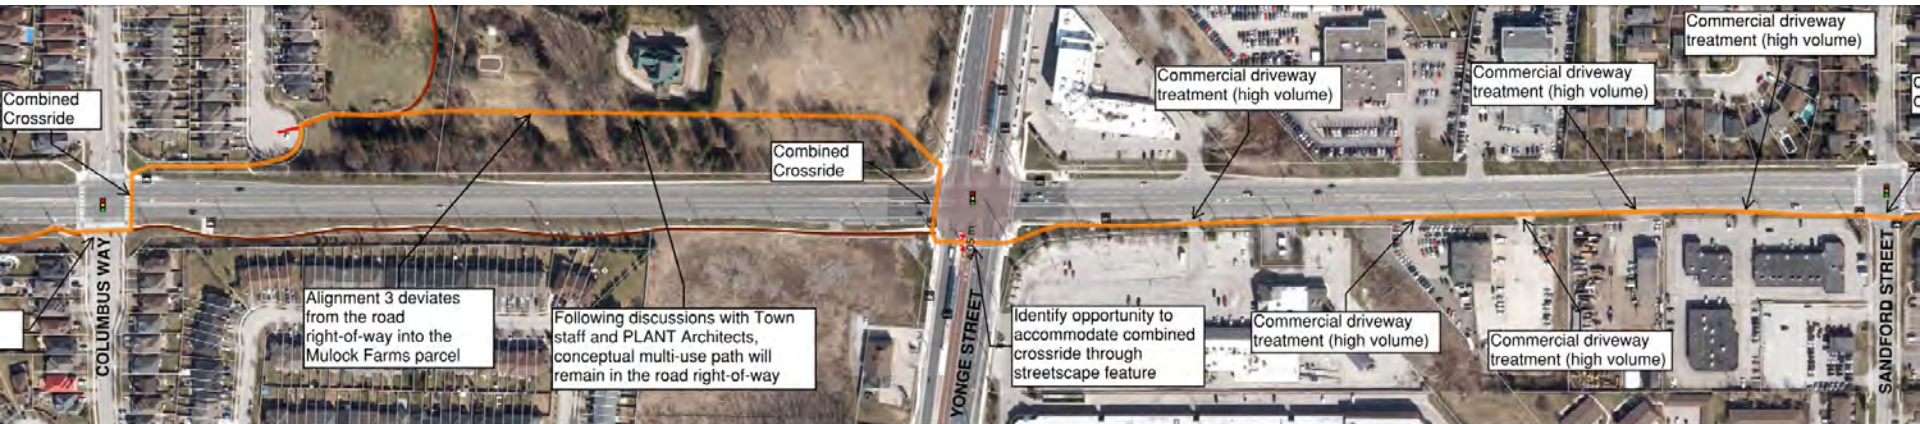 Combined
Crossride
COLUMBUS WAY
Alignment 3 deviates
from the road
right-of-way into the
Mulock Farms parcel
Following discussions with Town
staff and PLANT Architects,
conceptual multi-use path will
remain in the road right-of-way
Combined
Crossride
YONGE STREET
Identify opportunity to
accommodate combined
crossride through
streetscape feature
Commercial driveway
treatment (high volume)
Commercial driveway
treatment (high volume)
Commercial driveway
treatment (high volume)
Commercial driveway
treatment (high volume)
Commercial driveway
treatment (high volume)
SANDFORD STREET